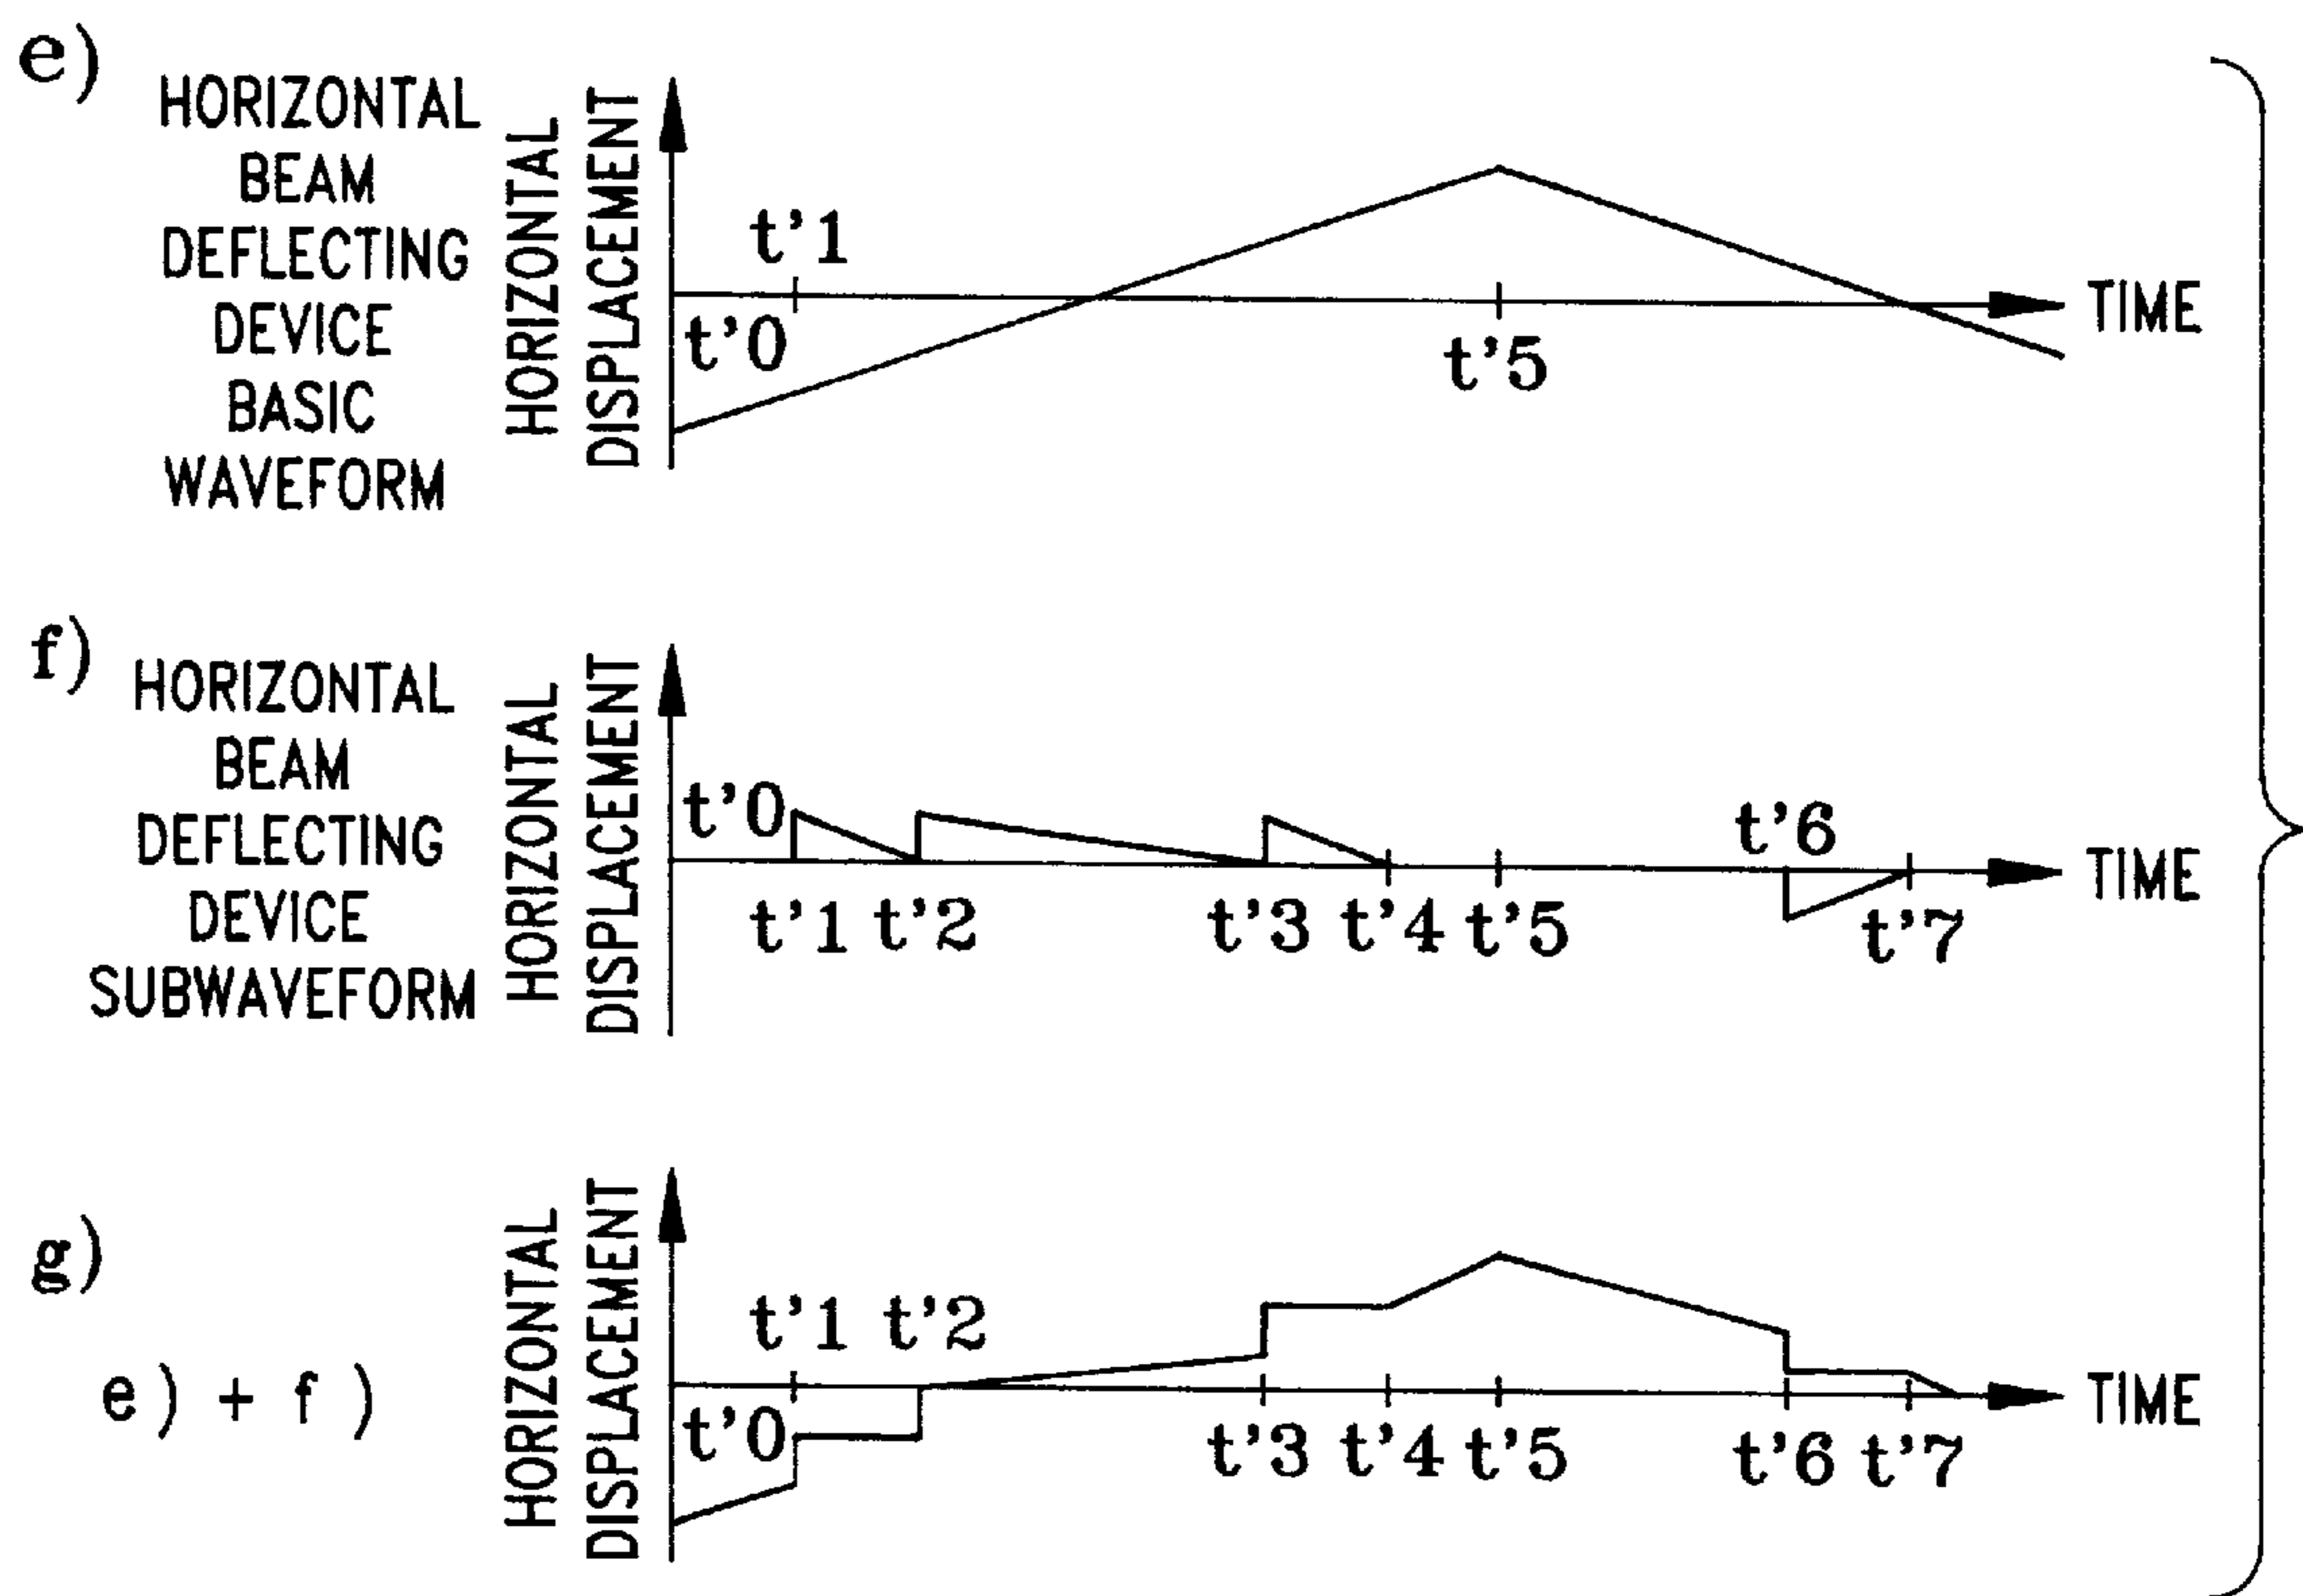 e)
HORIZONTAL
BEAM
DEFLECTING
DEVICE
BASIC
WAVEFORM
HORIZONTAL
DISPLACEMENT
t'1
t'0
t'5
TIME
f)
HORIZONTAL
BEAM
DEFLECTING
DEVICE
SUBWAVEFORM
HORIZONTAL
DISPLACEMENT
t'0
t'6
t'1 t'2 t'3 t'4 t'5
t'7
TIME
g)
e ) + f )
HORIZONTAL
DISPLACEMENT
t'1 t'2
t'0
t'3 t'4 t'5 t'6 t'7
TIME